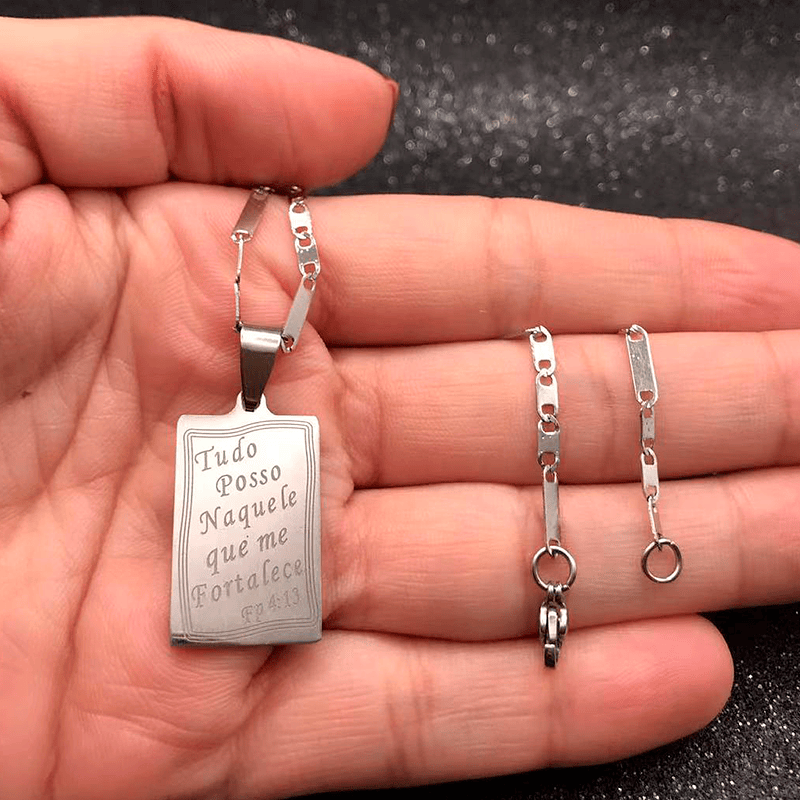 Tudo
Posso
Naquele
que me
Fortalece
Fp 4:13